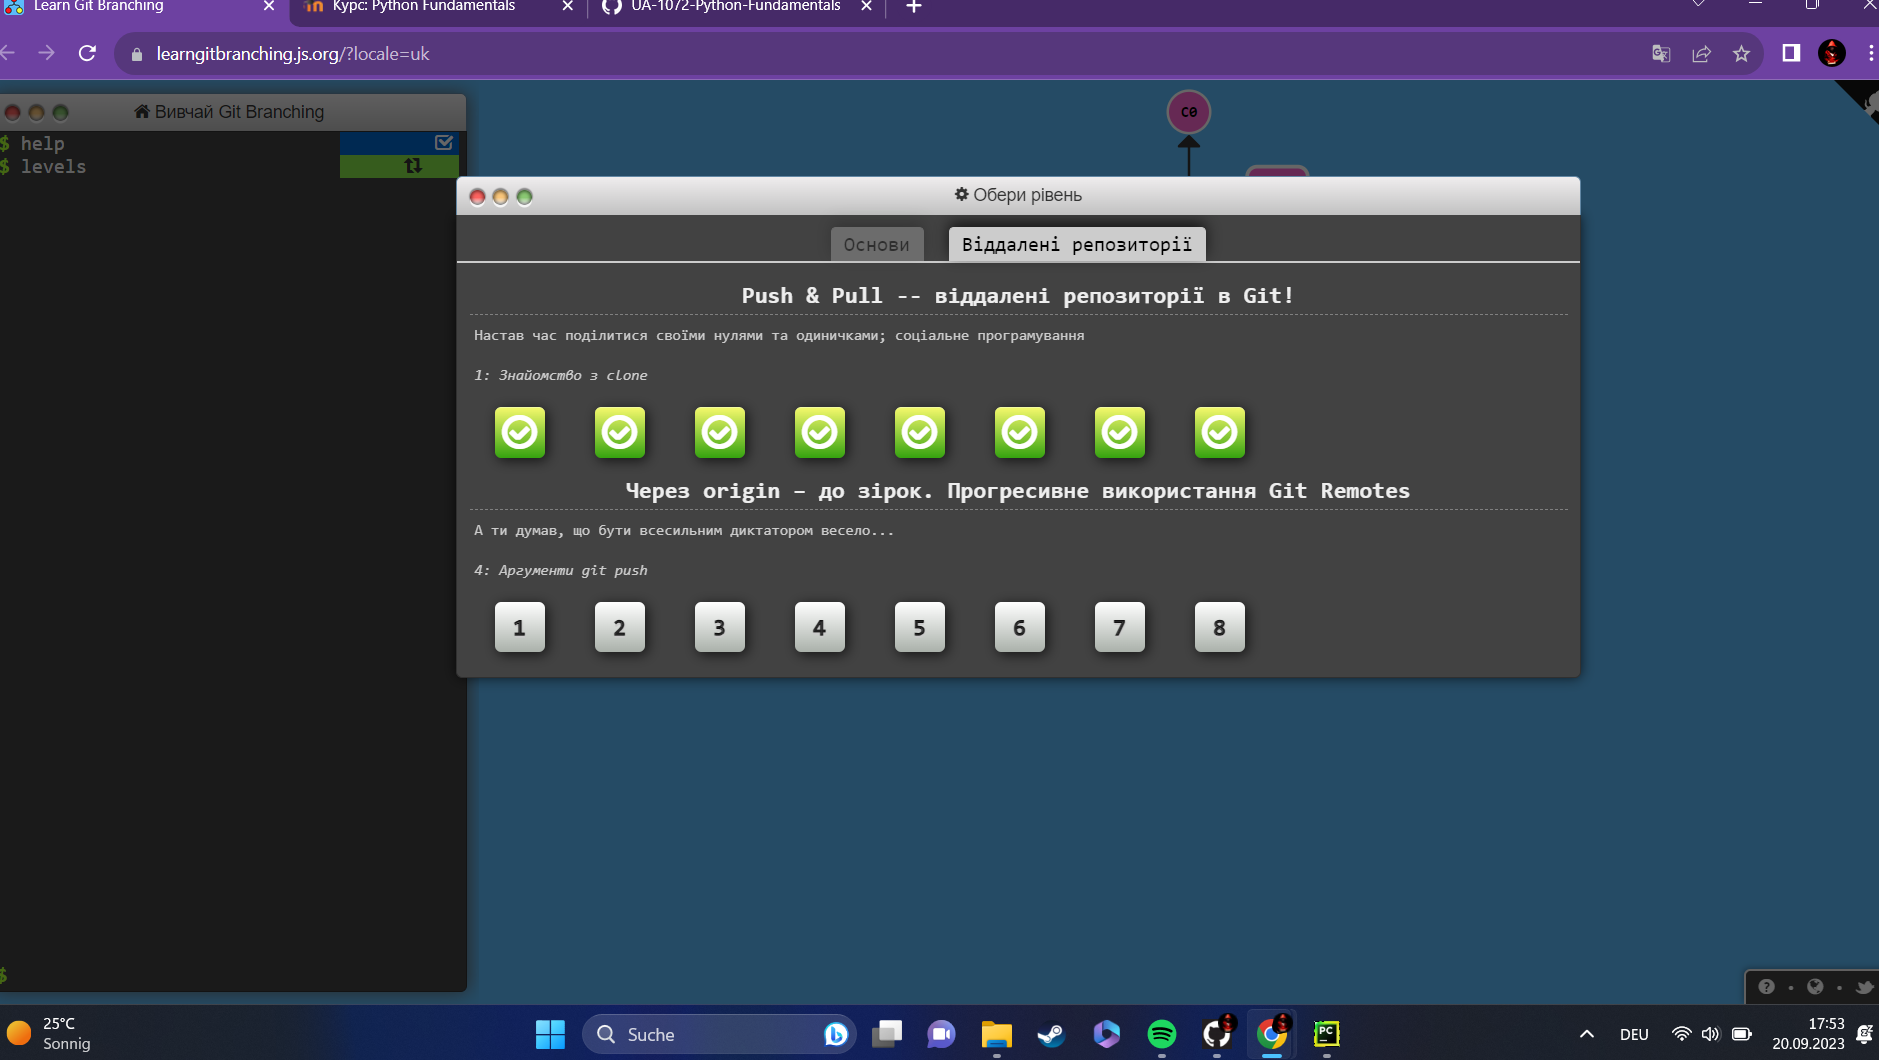 Learn Git Branching
Курс: Python Fundamentals
UA-1072-Python-Fundamentals
learngitbranching.js.org/?locale=uk
Вивчай Git Branching
$ help
$ levels
C0
Обери рівень
Основи
Віддалені репозиторії
Push & Pull -- віддалені репозиторії в Git!
Настав час поділитися своїми нулями та одиничками; соціальне програмування
1: Знайомство з clone
Через origin – до зірок. Прогресивне використання Git Remotes
А ти думав, що бути всесильним диктатором весело...
4: Аргументи git push
1 2 3 4 5 6 7 8
$
25°C
Sonnig
Suche
PC
DEU
17:53
20.09.2023